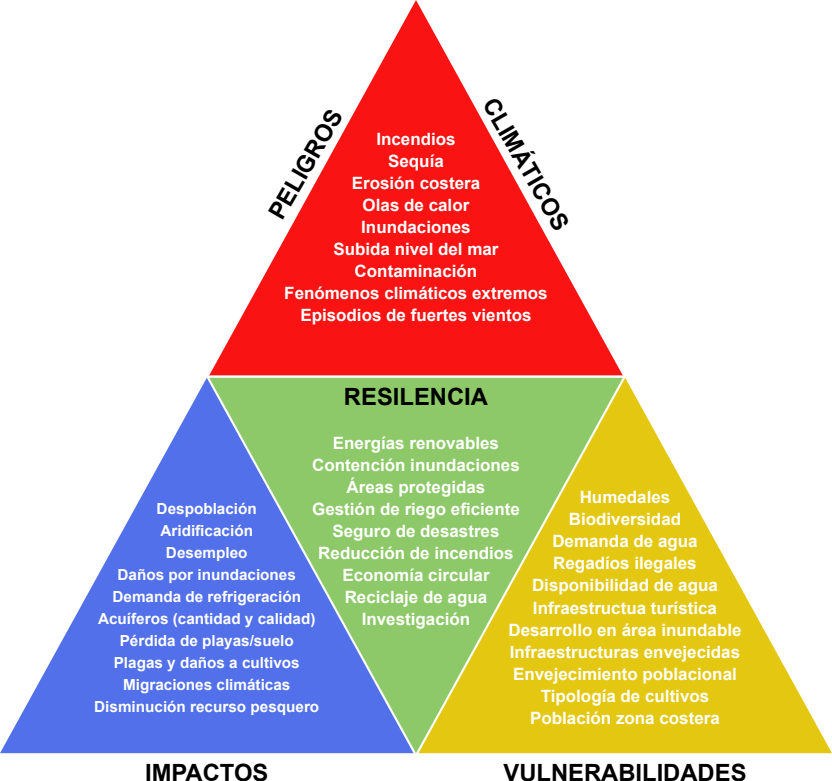 PELIGROS
CLIMÁTICOS
Incendios
Sequía
Erosión costera
Olas de calor
Inundaciones
Subida nivel del mar
Contaminación
Fenómenos climáticos extremos
Episodios de fuertes vientos
RESILENCIA
Energías renovables
Contención inundaciones
Áreas protegidas
Gestión de riego eficiente
Seguro de desastres
Reducción de incendios
Economía circular
Reciclaje de agua
Investigación
Despoblación
Aridificación
Desempleo
Daños por inundaciones
Demanda de refrigeración
Acuíferos (cantidad y calidad)
Pérdida de playas/suelo
Plagas y daños a cultivos
Migraciones climáticas
Disminución recurso pesquero
IMPACTOS
Humedales
Biodiversidad
Demanda de agua
Regadíos ilegales
Disponibilidad de agua
Infraestructua turística
Desarrollo en área inundable
Infraestructuras envejecidas
Envejecimiento poblacional
Tipología de cultivos
Población zona costera
VULNERABILIDADES